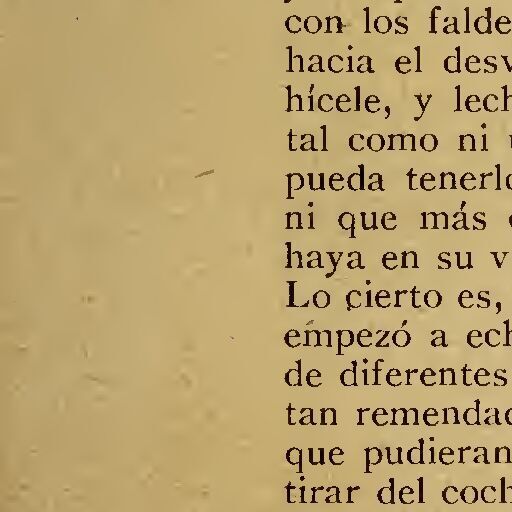 con los falde
hacia el desv
hícele, y lech
tal como ni
pueda tenerlo
ni que más
haya en su v
Lo cierto es,
empezó a ech
de diferentes
tan remendad
que pudieran
tirar del coch